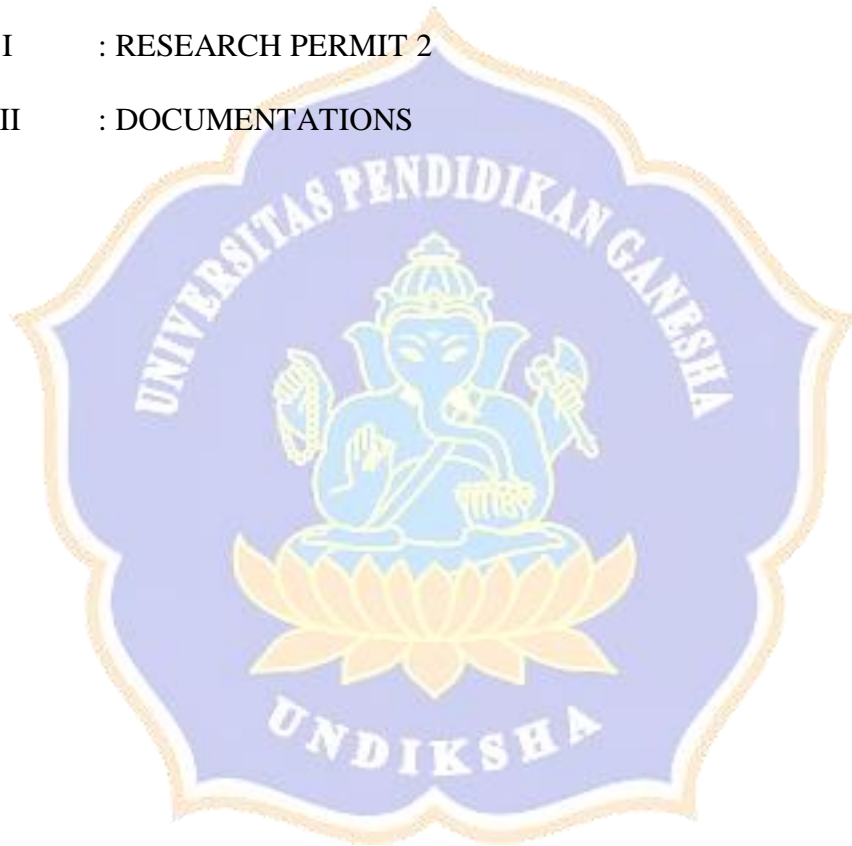 I : RESEARCH PERMIT 2
II : DOCUMENTATIONS
UNIVERSITAS PENDIDIKAN GANESHA
UNDIKSHA